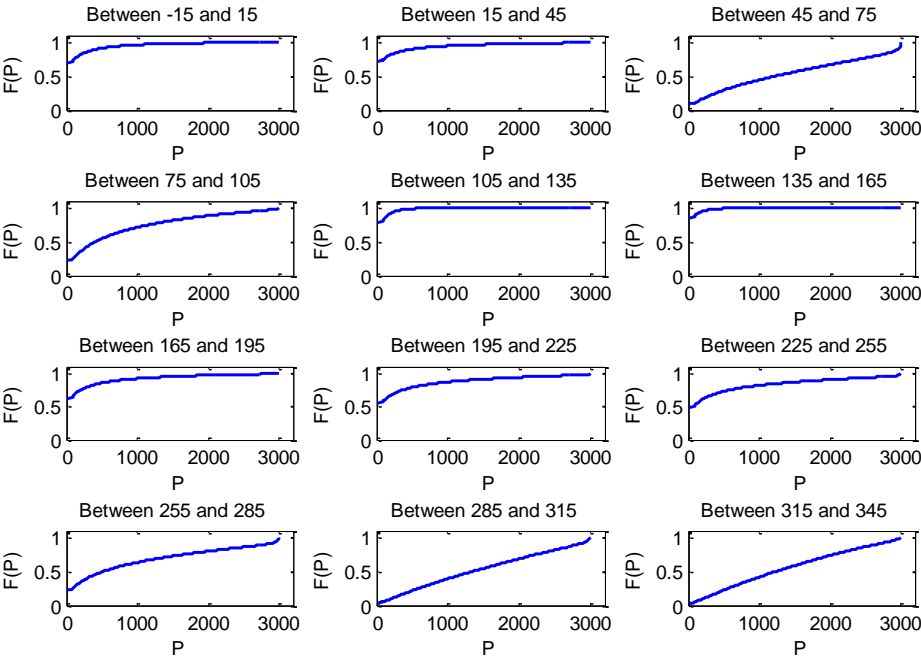 Between -15 and 15
Between 15 and 45
Between 45 and 75
1
0.5
0
F(P)
0 1000 2000 3000
P
1
0.5
0
F(P)
0 1000 2000 3000
P
1
0.5
0
F(P)
0 1000 2000 3000
P
Between 75 and 105
Between 105 and 135
Between 135 and 165
1
0.5
0
F(P)
0 1000 2000 3000
P
1
0.5
0
F(P)
0 1000 2000 3000
P
1
0.5
0
F(P)
0 1000 2000 3000
P
Between 165 and 195
Between 195 and 225
Between 225 and 255
1
0.5
0
F(P)
0 1000 2000 3000
P
1
0.5
0
F(P)
0 1000 2000 3000
P
1
0.5
0
F(P)
0 1000 2000 3000
P
Between 255 and 285
Between 285 and 315
Between 315 and 345
1
0.5
0
F(P)
0 1000 2000 3000
P
1
0.5
0
F(P)
0 1000 2000 3000
P
1
0.5
0
F(P)
0 1000 2000 3000
P